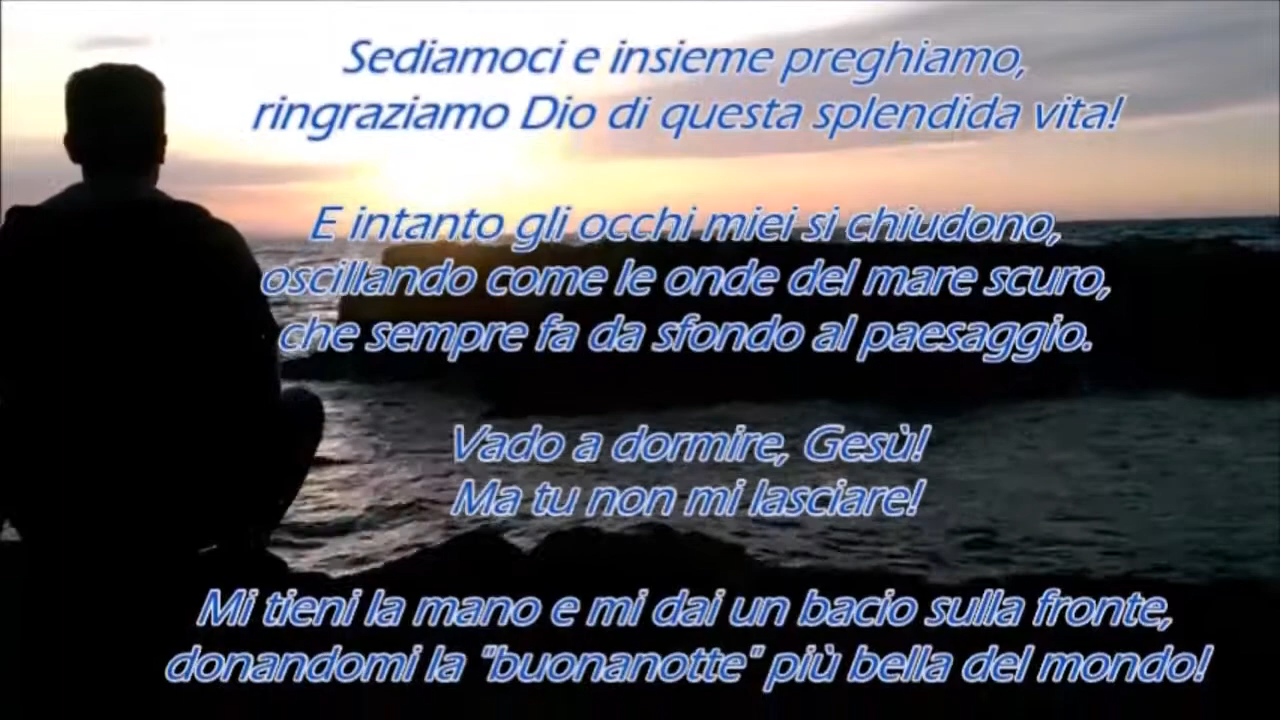 Sediamoci e insieme preghiamo,
ringraziamo Dio di questa splendida vita!
E intanto gli occhi miei si chiudono,
oscillando come le onde del mare scuro,
che sempre fa da sfondo al paesaggio.
Vado a dormire, Gesù!
Ma tu non mi lasciare!
Mi tieni la mano e mi dai un bacio sulla fronte,
donandomi la "buonanotte" più bella del mondo!